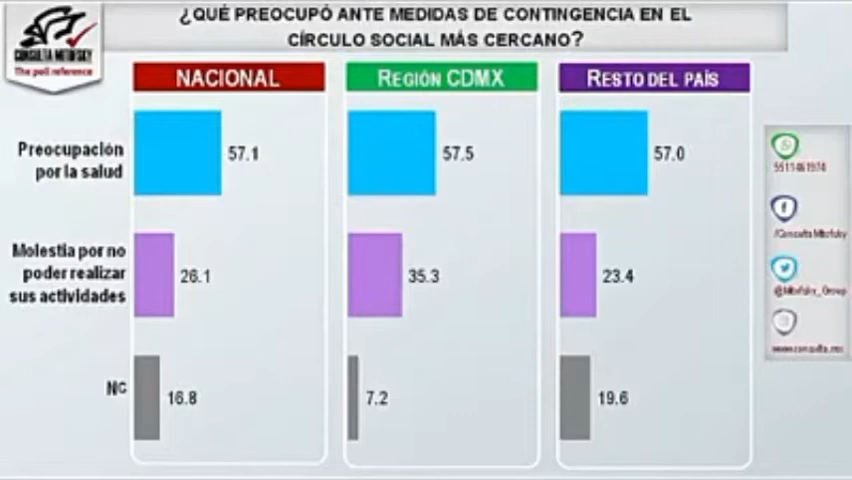 ¿QUÉ PREOCUPÓ ANTE MEDIDAS DE CONTINGENCIA EN EL
CÍRCULO SOCIAL MÁS CERCANO?
CONSULTA MITOFSKY
The poll reference
NACIONAL
REGIÓN CDMX
RESTO DEL PAÍS
Preocupación
por la salud
57.1
57.5
57.0
Molestia por no
poder realizar
sus actividades
26.1
35.3
23.4
NC
16.8
7.2
19.6
/ConsultaMitofsky
@Mitofsky_Group
www.consulta.mx